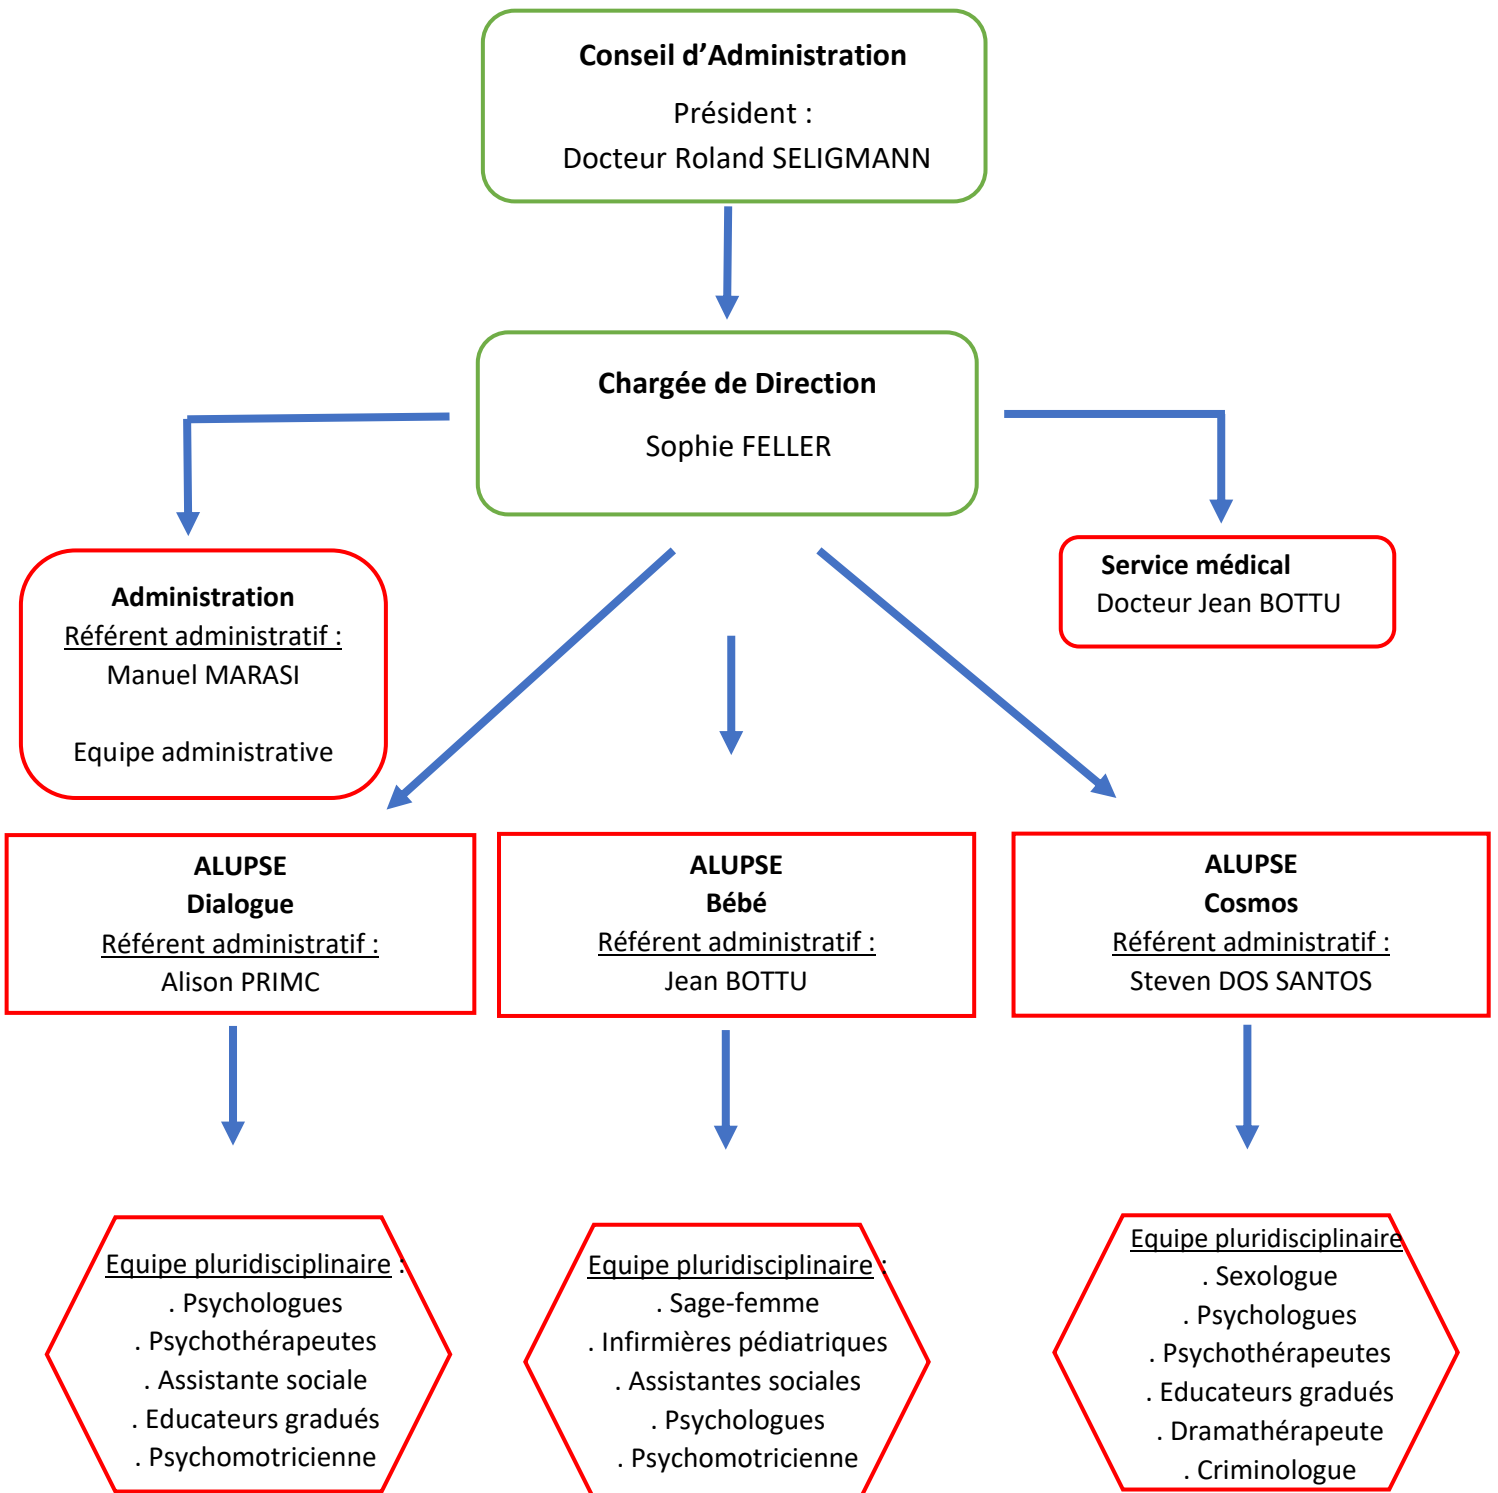 Conseil d’Administration
Président :
Docteur Roland SELIGMANN
Chargée de Direction
Sophie FELLER
Administration
Référent administratif :
Manuel MARASI
Equipe administrative
Service médical
Docteur Jean BOTTU
ALUPSE
Dialogue
Référent administratif :
Alison PRIMC
ALUPSE
Bébé
Référent administratif :
Jean BOTTU
ALUPSE
Cosmos
Référent administratif :
Steven DOS SANTOS
Equipe pluridisciplinaire :
. Psychologues
. Psychothérapeutes
. Assistante sociale
. Educateurs gradués
. Psychomotricienne
Equipe pluridisciplinaire :
. Sage-femme
. Infirmières pédiatriques
. Assistantes sociales
. Psychologues
. Psychomotricienne
Equipe pluridisciplinaire
. Sexologue
. Psychologues
. Psychothérapeutes
. Educateurs gradués
. Dramathérapeute
. Criminologue